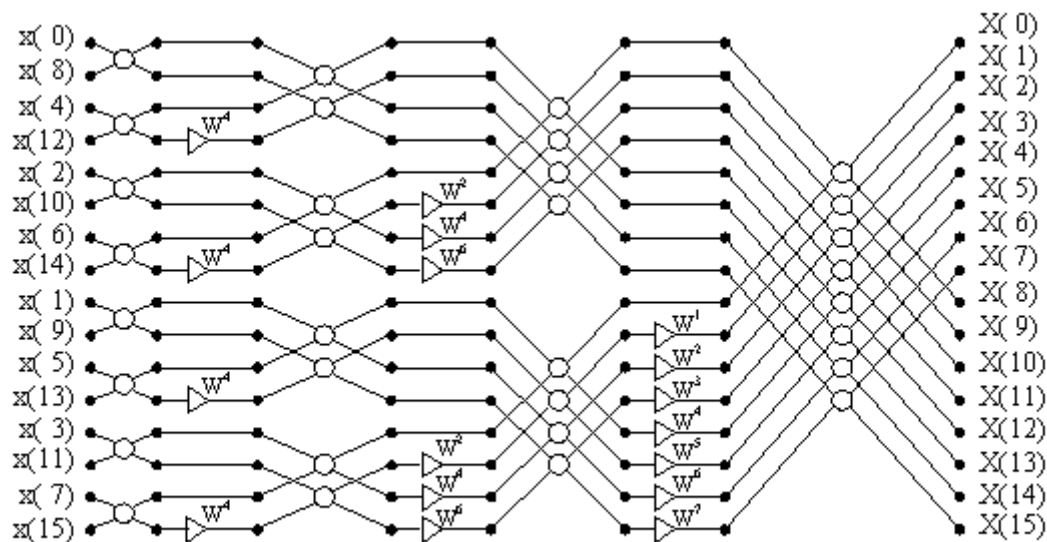 x( 0)
x( 8)
x( 4)
x(12)
x( 2)
x(10)
x( 6)
x(14)
x( 1)
x( 9)
x( 5)
x(13)
x( 3)
x(11)
x( 7)
x(15)
W⁴
W⁴
W⁴
W⁴
W²
W⁴
W⁶
W²
W⁴
W⁶
W¹
W²
W³
W⁴
W⁵
W⁶
W⁷
X( 0)
X( 1)
X( 2)
X( 3)
X( 4)
X( 5)
X( 6)
X( 7)
X( 8)
X( 9)
X(10)
X(11)
X(12)
X(13)
X(14)
X(15)